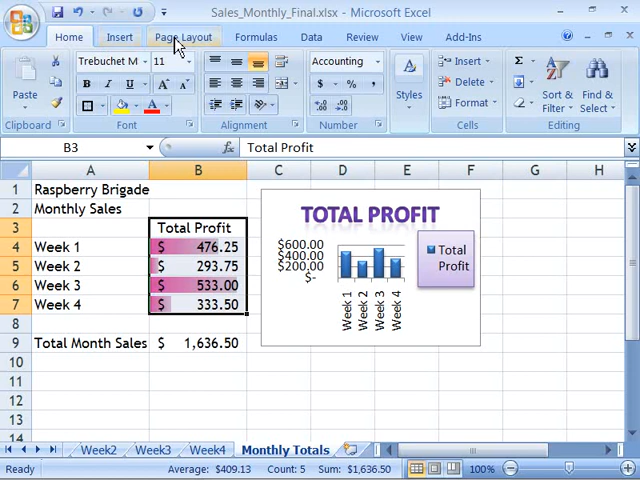 Sales_Monthly_Final.xlsx - Microsoft Excel
Home Insert Page Layout Formulas Data Review View Add-Ins
Paste
Clipboard
Trebuchet M 11
B I U A A
A
Font
Alignment
Accounting
$ % ,
.0 .00 .00 .0
Number
A
Styles
Insert
Delete
Format
Cells
Σ
Sort & Filter
Find & Select
Editing
B3 fx Total Profit
A B C D E F G H
1 Raspberry Brigade
2 Monthly Sales
3 Total Profit
4 Week 1 $ 476.25
5 Week 2 $ 293.75
6 Week 3 $ 533.00
7 Week 4 $ 333.50
8
9 Total Month Sales $ 1,636.50
10
11
12
13
14
TOTAL PROFIT
$600.00
$400.00
$200.00
$-
Week 1 Week 2 Week 3 Week 4
Total
Profit
Week2 Week3 Week4 Monthly Totals
Ready Average: $409.13 Count: 5 Sum: $1,636.50 100%